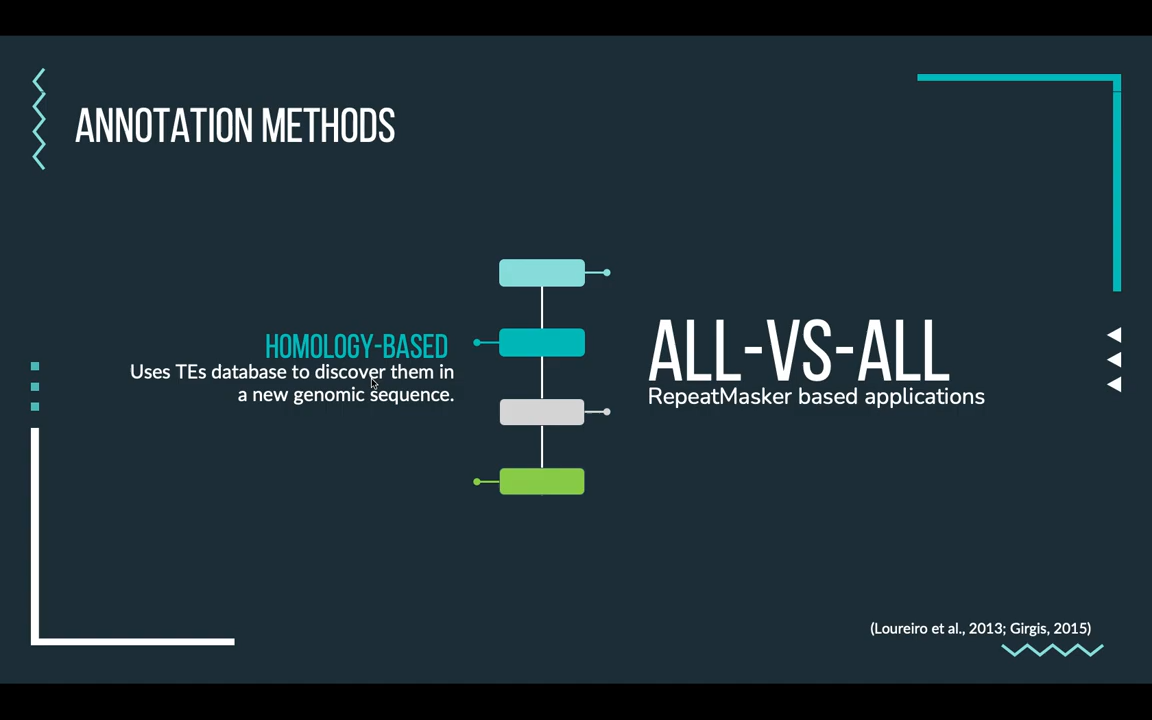 ANNOTATION METHODS
HOMOLOGY-BASED
Uses TEs database to discover them in
a new genomic sequence.
ALL-VS-ALL
RepeatMasker based applications
(Loureiro et al., 2013; Girgis, 2015)